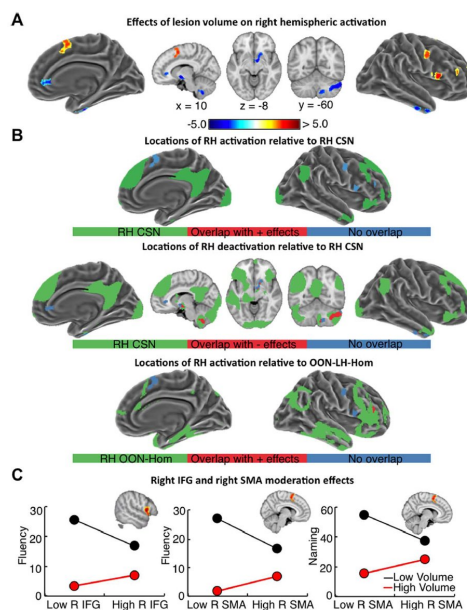 A
Effects of lesion volume on right hemispheric activation
x = 10 z = -8 y = -60
-5.0 > 5.0
B
Locations of RH activation relative to RH CSN
RH CSN Overlap with + effects No overlap
Locations of RH deactivation relative to RH CSN
RH CSN Overlap with - effects No overlap
Locations of RH activation relative to OON-LH-Hom
RH OON-Hom Overlap with + effects No overlap
C
Right IFG and right SMA moderation effects
30 30 60
20 20 40
10 10 20
0 0 0
Fluency Fluency Naming
Low Volume
High Volume
Low R IFG High R IFG Low R SMA High R SMA Low R SMA High R SMA